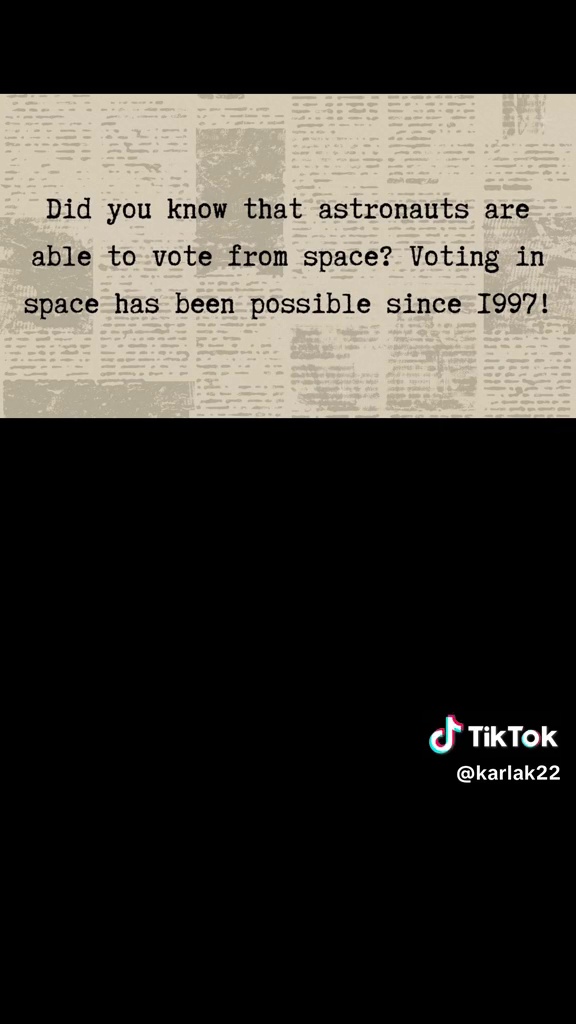 Did you know that astronauts are
able to vote from space? Voting in
space has been possible since I997!
TikTok
@karlak22